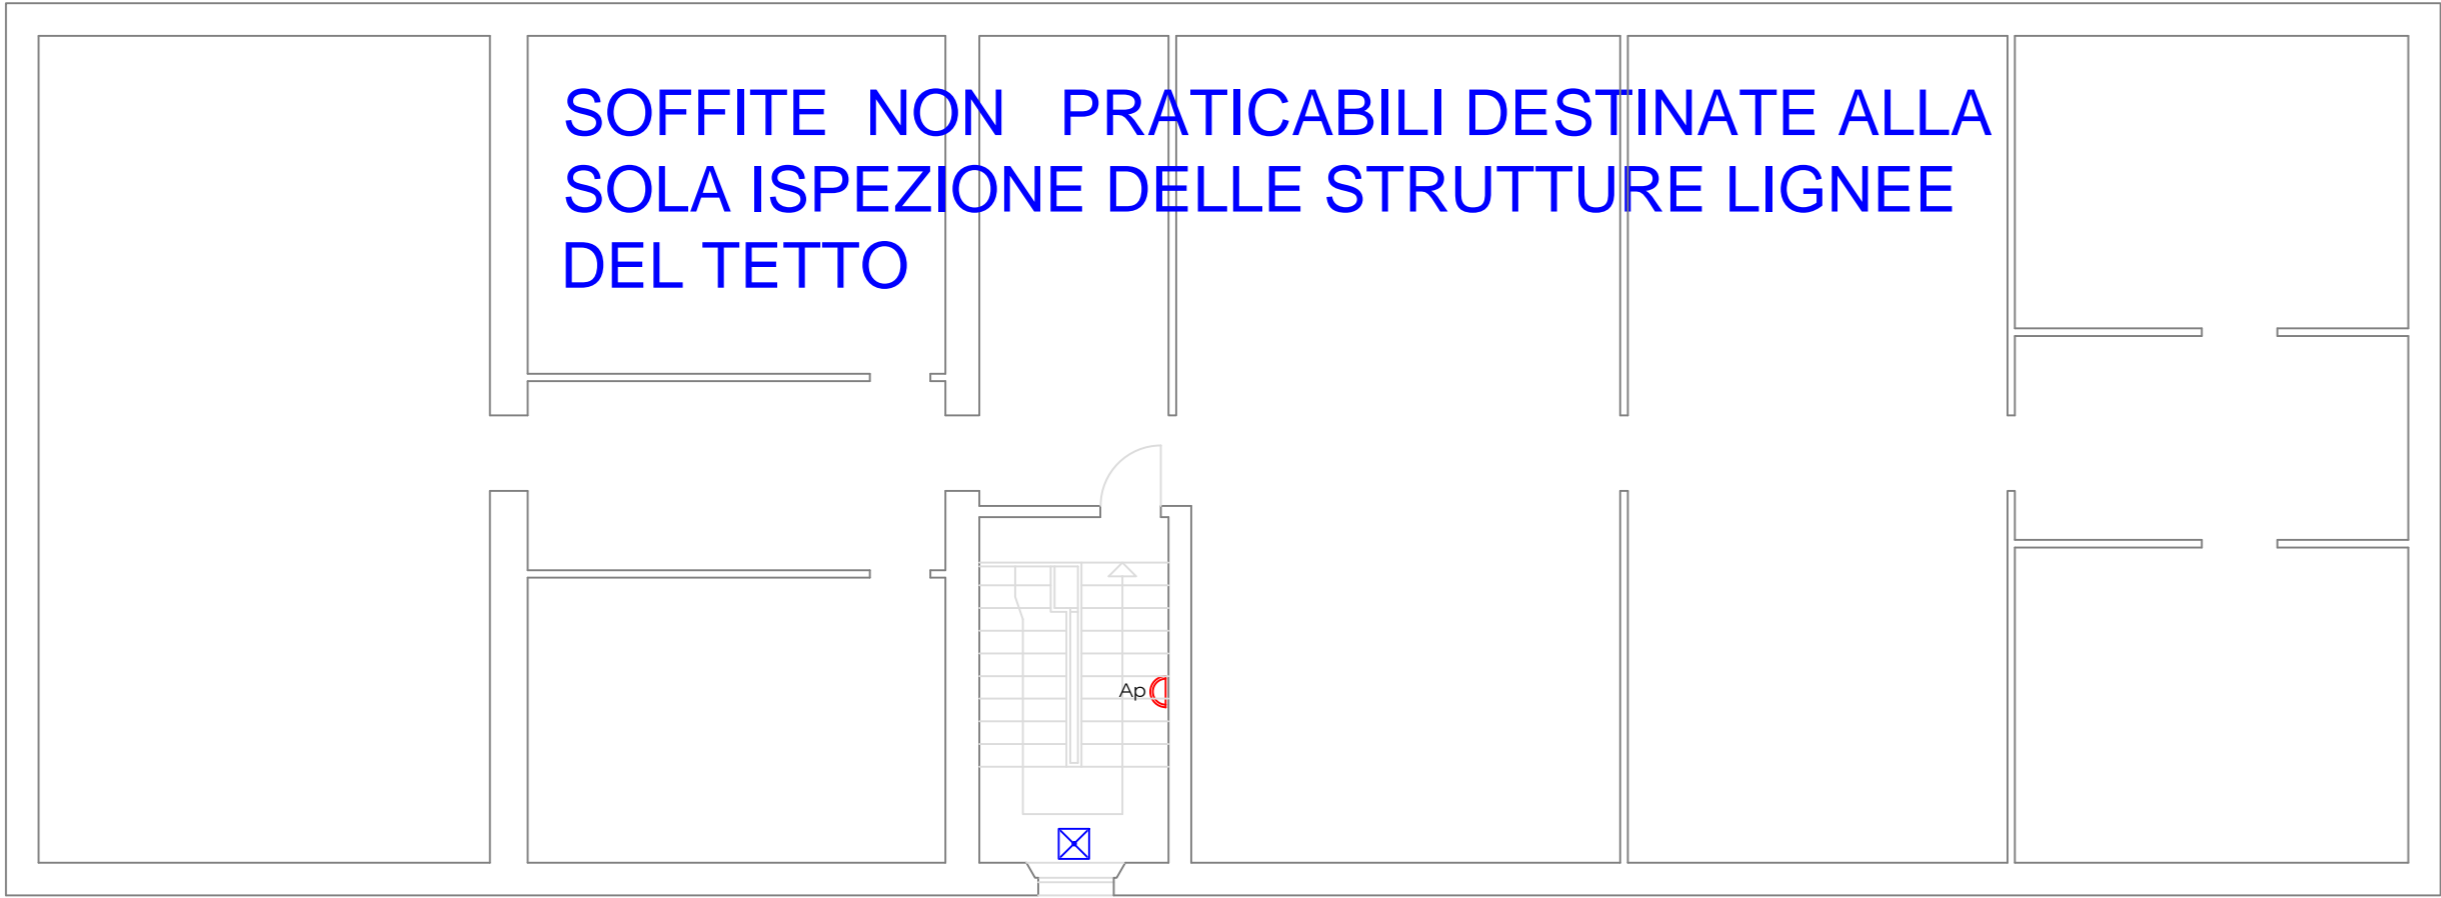 SOFFITE NON PRATICABILI DESTINATE ALLA
SOLA ISPEZIONE DELLE STRUTTURE LIGNEE
DEL TETTO
Ap